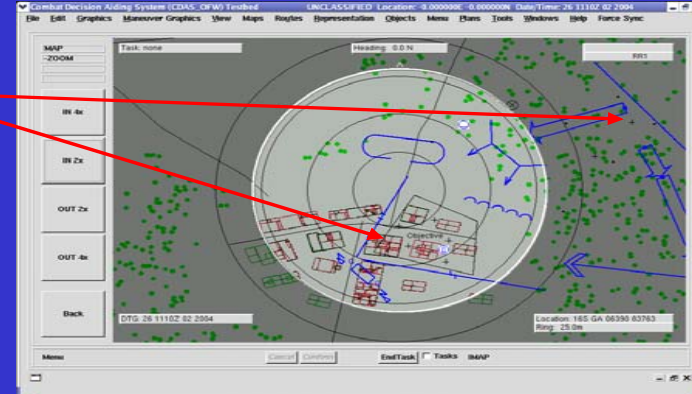 Combat Decision Aiding System (CDAS_OFW) Testbed UNCLASSIFIED Location: -0.000000E -0.000000N Date/Time: 26 1110Z 02 2004
File Edit Graphics Maneuver Graphics View Maps Routes Representation Objects Menu Plans Tools Windows Help Force Sync
MAP
-ZOOM
Task: none
Heading: 0.0 N
IN 4x
IN 2x
OUT 2x
OUT 4x
Back
Objective
DTG: 26 1110Z 02 2004
Location: 16S GA 06390 63763
Ring: 25.0m
Menu
Cancel Confirm EndTask Tasks IMAP